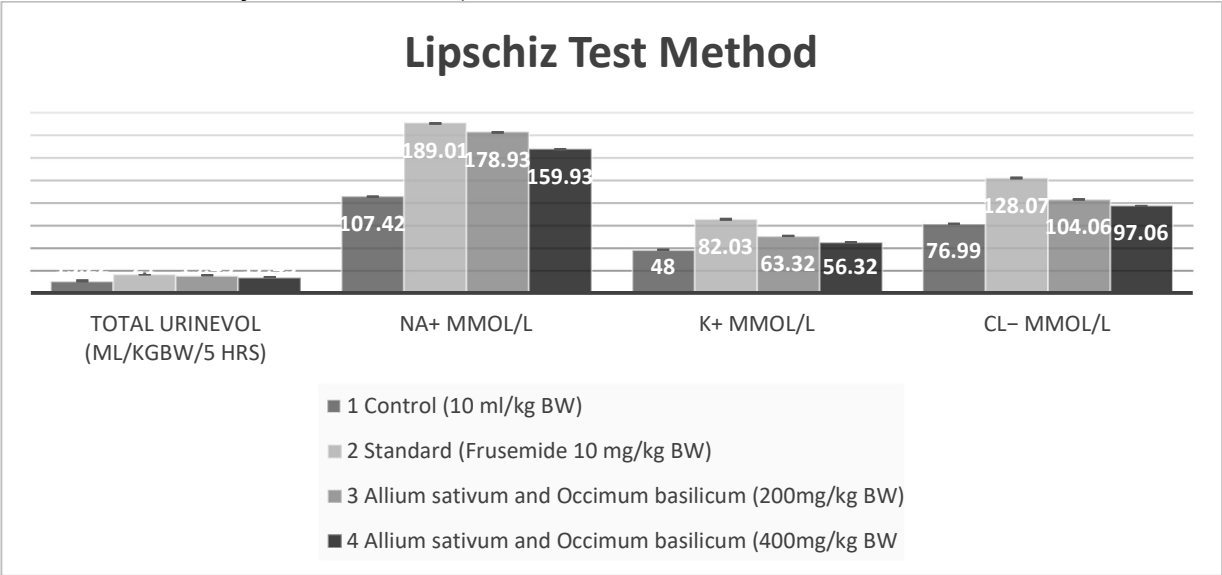 Lipschiz Test Method
189.01
178.93
159.93
107.42
48
82.03
63.32
56.32
76.99
128.07
104.06
97.06
TOTAL URINEVOL
(ML/KGBW/5 HRS)
NA+ MMOL/L
K+ MMOL/L
CL− MMOL/L
1 Control (10 ml/kg BW)
2 Standard (Frusemide 10 mg/kg BW)
3 Allium sativum and Occimum basilicum (200mg/kg BW)
4 Allium sativum and Occimum basilicum (400mg/kg BW